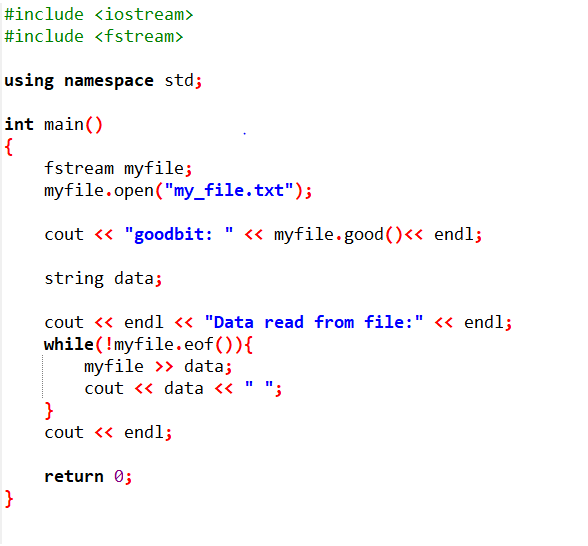 #include <iostream>
#include <fstream>
using namespace std;
int main()
{
fstream myfile;
myfile.open("my_file.txt");
cout << "goodbit: " << myfile.good()<< endl;
string data;
cout << endl << "Data read from file:" << endl;
while(!myfile.eof()){
myfile >> data;
cout << data << " ";
}
cout << endl;
return 0;
}